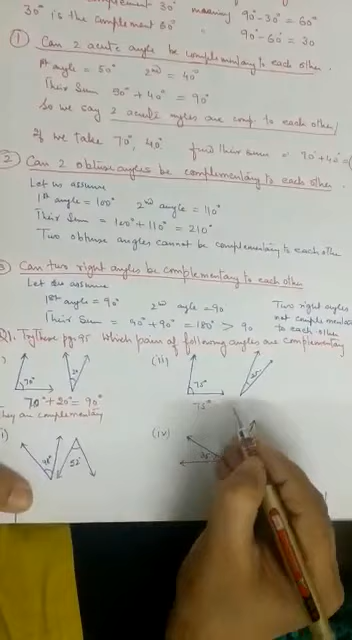 complement 30° meaning 90°-30° = 60°
30° is the complement 60° 90°-60° = 30
① Can 2 acute angle be complementary to each other.
1st angle = 50° 2nd = 40°
Their Sum 50° + 40° = 90°
So we say 2 acute angles are comp. to each other/
If we take 70°, 40° find their sum =
② Can 2 obtuse angles be complementing to each other.
Let us assume
1st angle = 100° 2nd angle = 110°
Their Sum = 100° + 110° = 210°
Two obtuse angles cannot be complementary to each other
Can two right angles be complementary to each other
Let us assume
1st angle = 90° 2nd angle = 90
Their Sum = 90° + 90° = 180° > 90
Two right angles
not complementary
to each other
Q1. Try these pg. 95 Which pairs of following angles are complementary
70°
20°
70° + 20° = 90°
They are complementary
(iii)
75°
75°
48°
52°
(iv)
35°